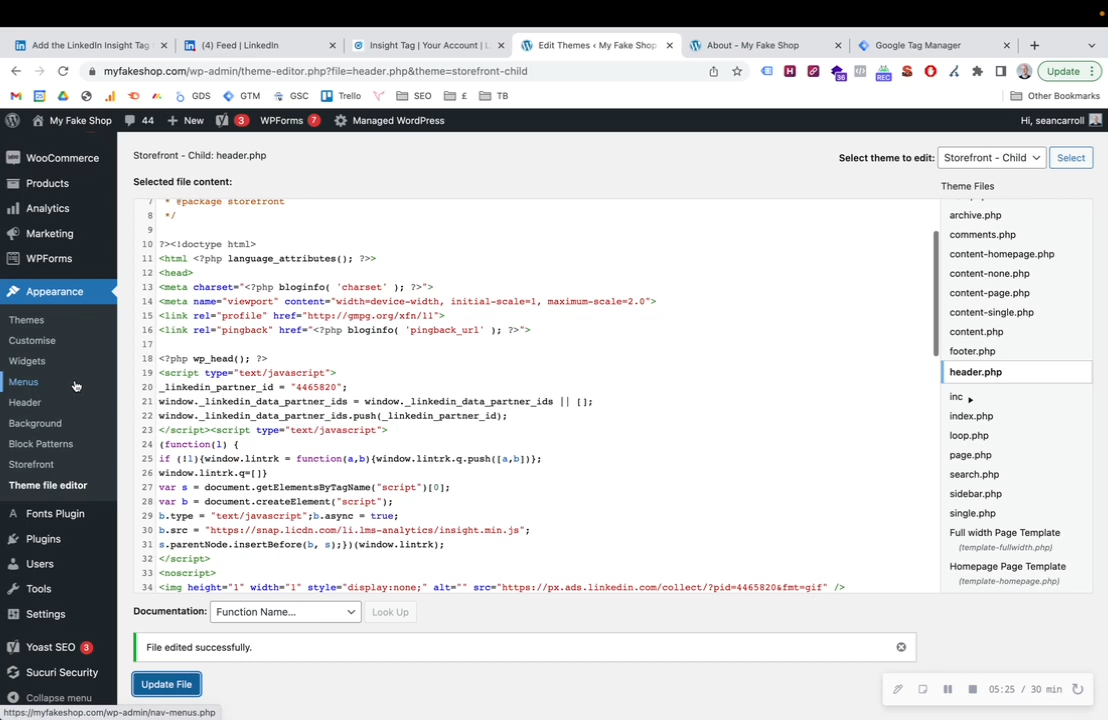 Add the LinkedIn Insight Tag
(4) Feed | LinkedIn
Insight Tag | Your Account | L
Edit Themes ‹ My Fake Shop
About - My Fake Shop
Google Tag Manager
myfakeshop.com/wp-admin/theme-editor.php?file=header.php&theme=storefront-child
36
REC
Update
GDS
GTM
GSC
Trello
SEO
£
TB
Other Bookmarks
My Fake Shop
44
New
3
WPForms
7
Managed WordPress
Hi, seancarroll
WooCommerce
Products
Analytics
Marketing
WPForms
Appearance
Themes
Customise
Widgets
Menus
Header
Background
Block Patterns
Storefront
Theme file editor
Fonts Plugin
Plugins
Users
Tools
Settings
Yoast SEO 3
Sucuri Security
Collapse menu
https://myfakeshop.com/wp-admin/nav-menus.php
Storefront - Child: header.php
Select theme to edit:
Storefront - Child
Select
Selected file content:
7 * @package storefront
8 */
9
10 ?><!doctype html>
11 <html <?php language_attributes(); ?>>
12 <head>
13 <meta charset="<?php bloginfo( 'charset' ); ?>">
14 <meta name="viewport" content="width=device-width, initial-scale=1, maximum-scale=2.0">
15 <link rel="profile" href="http://gmpg.org/xfn/11">
16 <link rel="pingback" href="<?php bloginfo( 'pingback_url' ); ?>">
17
18 <?php wp_head(); ?>
19 <script type="text/javascript">
20 _linkedin_partner_id = "4465820";
21 window._linkedin_data_partner_ids = window._linkedin_data_partner_ids || [];
22 window._linkedin_data_partner_ids.push(_linkedin_partner_id);
23 </script><script type="text/javascript">
24 (function(l) {
25 if (!l){window.lintrk = function(a,b){window.lintrk.q.push([a,b])};
26 window.lintrk.q=[]}
27 var s = document.getElementsByTagName("script")[0];
28 var b = document.createElement("script");
29 b.type = "text/javascript";b.async = true;
30 b.src = "https://snap.licdn.com/li.lms-analytics/insight.min.js";
31 s.parentNode.insertBefore(b, s);})(window.lintrk);
32 </script>
33 <noscript>
34 <img height="1" width="1" style="display:none;" alt="" src="https://px.ads.linkedin.com/collect/?pid=4465820&fmt=gif" />
Theme Files
archive.php
comments.php
content-homepage.php
content-none.php
content-page.php
content-single.php
content.php
footer.php
header.php
inc
index.php
loop.php
page.php
search.php
sidebar.php
single.php
Full width Page Template
(template-fullwidth.php)
Homepage Page Template
(template-homepage.php)
Documentation:
Function Name...
Look Up
File edited successfully.
Update File
05:25 / 30 min